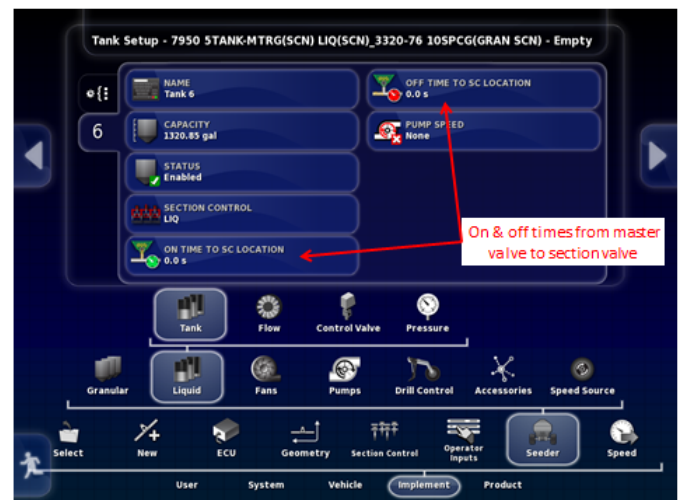 Tank Setup - 7950 5TANK-MTRG(SCN) LIQ(SCN)_3320-76 10SPCG(GRAN SCN) - Empty
6
NAME
Tank 6
OFF TIME TO SC LOCATION
0.0 s
CAPACITY
1320.85 gal
PUMP SPEED
None
STATUS
Enabled
SECTION CONTROL
LIQ
ON TIME TO SC LOCATION
0.0 s
On & off times from master
valve to section valve
Tank Flow Control Valve Pressure
Granular Liquid Fans Pumps Drill Control Accessories Speed Source
Select New ECU Geometry Section Control Operator Inputs Seeder Speed
User System Vehicle Implement Product